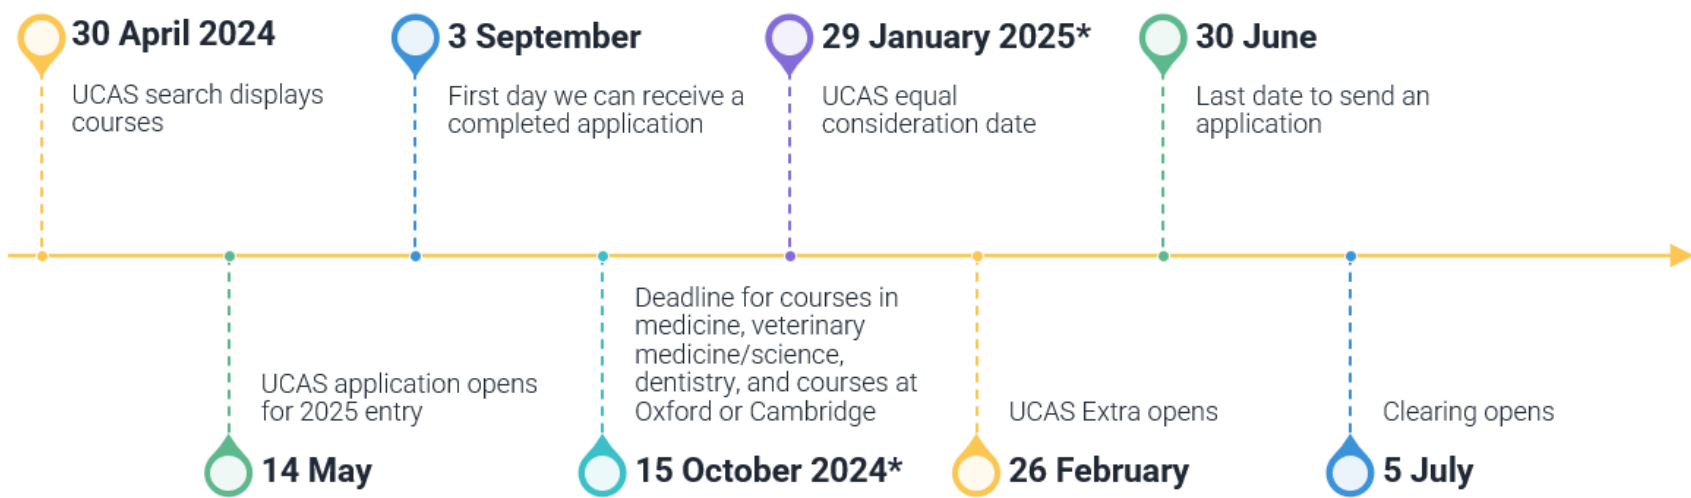 30 April 2024
UCAS search displays
courses
14 May
UCAS application opens
for 2025 entry
3 September
First day we can receive a
completed application
15 October 2024*
Deadline for courses in
medicine, veterinary
medicine/science,
dentistry, and courses at
Oxford or Cambridge
29 January 2025*
UCAS equal
consideration date
26 February
UCAS Extra opens
30 June
Last date to send an
application
5 July
Clearing opens